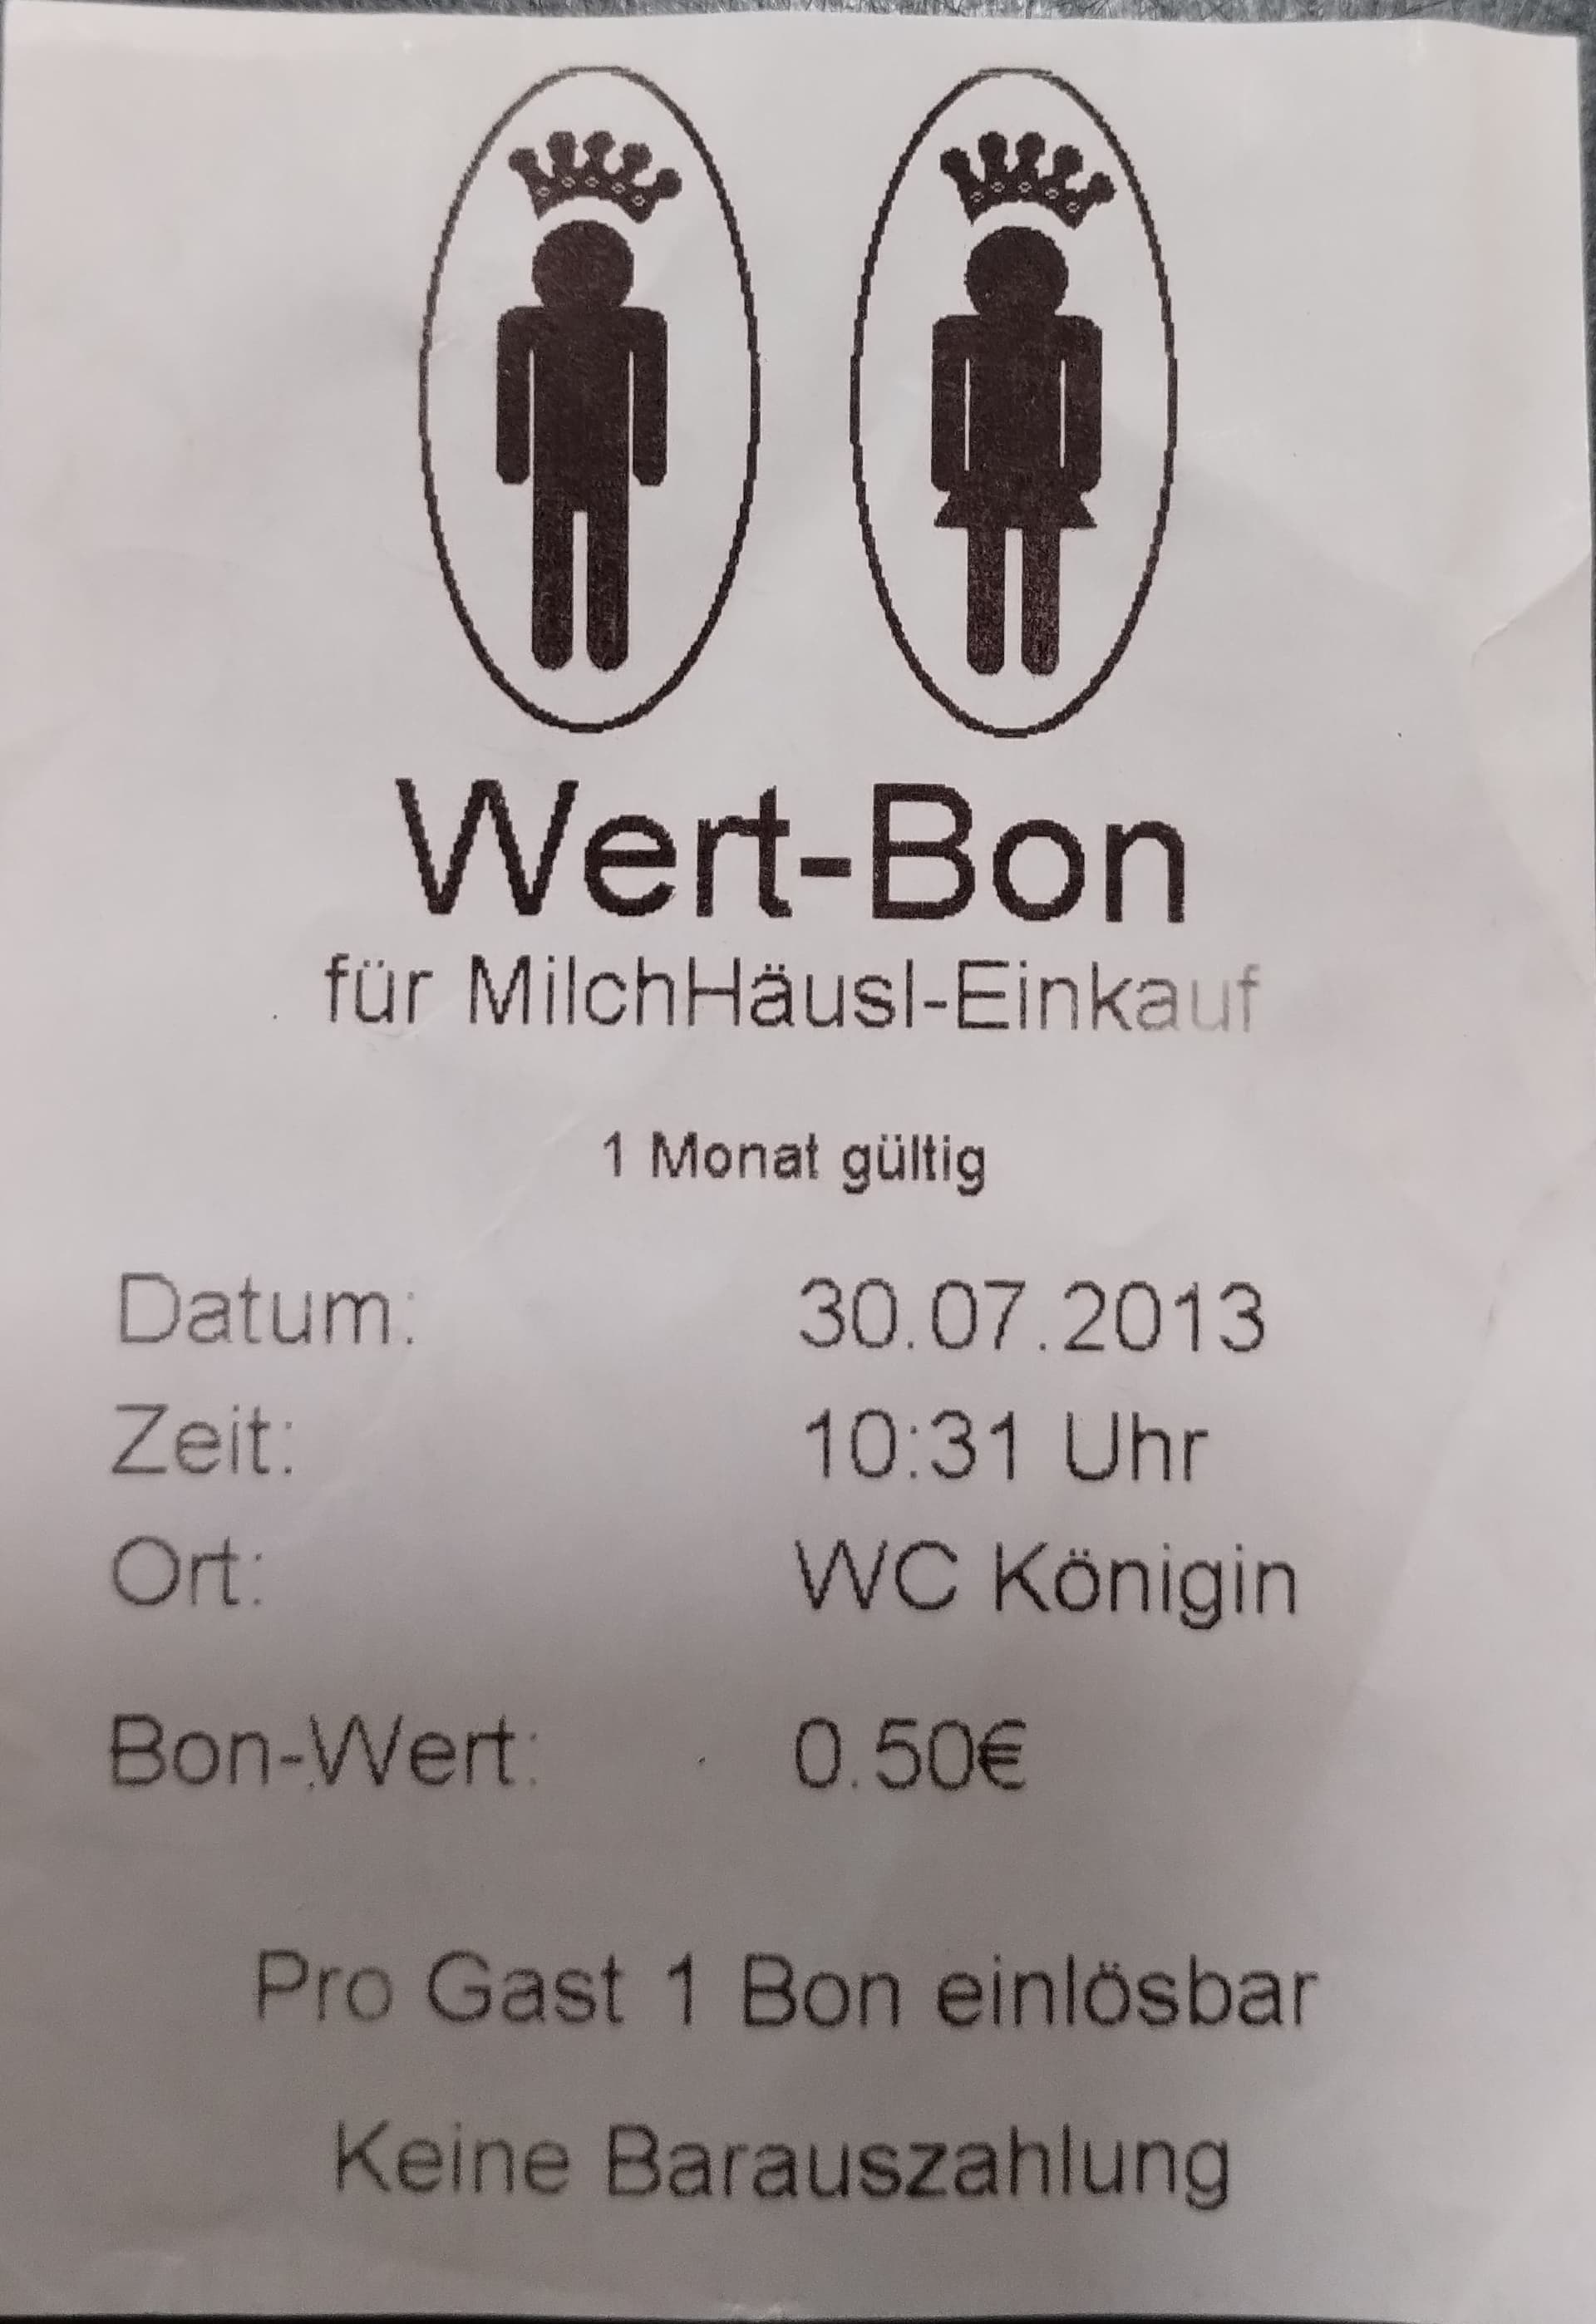 Wert-Bon
für MilchHäusl-Einkauf
1 Monat gültig
Datum: 30.07.2013
Zeit: 10:31 Uhr
Ort: WC Königin
Bon-Wert: 0.50€
Pro Gast 1 Bon einlösbar
Keine Barauszahlung